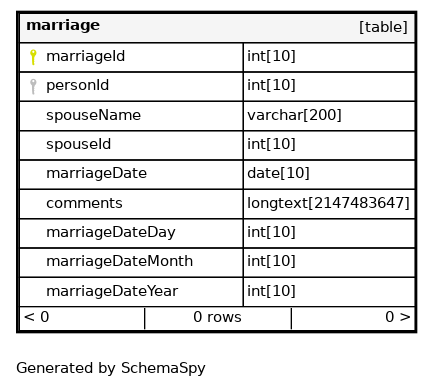 marriage [table]
marriageId int[10]
personId int[10]
spouseName varchar[200]
spouseId int[10]
marriageDate date[10]
comments longtext[2147483647]
marriageDateDay int[10]
marriageDateMonth int[10]
marriageDateYear int[10]
< 0 0 rows 0 >
Generated by SchemaSpy